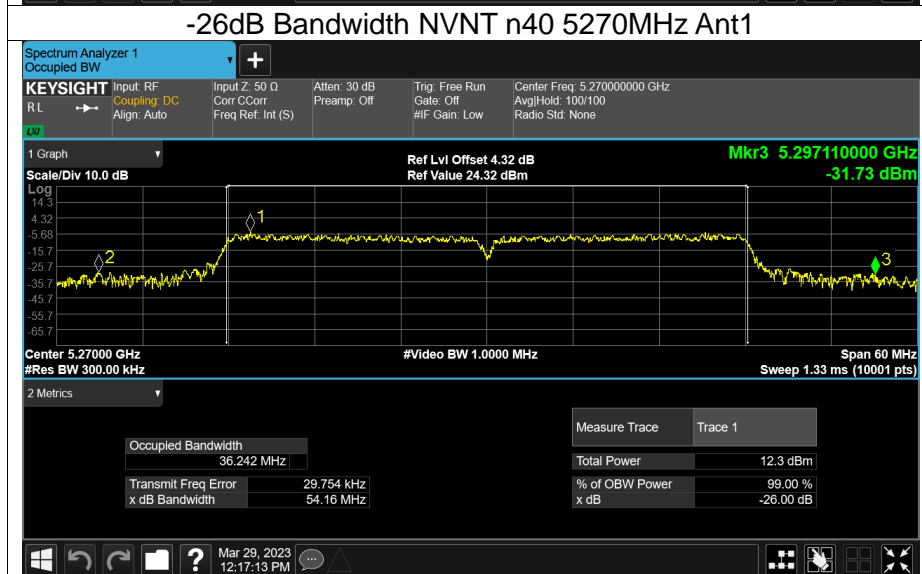 -26dB Bandwidth NVNT n40 5270MHz Ant1
Spectrum Analyzer 1
Occupied BW
+
KEYSIGHT
R L
LXI
Input: RF
Coupling: DC
Align: Auto
Input Z: 50 Ω
Corr CCorr
Freq Ref: Int (S)
Atten: 30 dB
Preamp: Off
Trig: Free Run
Gate: Off
#IF Gain: Low
Center Freq: 5.270000000 GHz
Avg|Hold: 100/100
Radio Std: None
1 Graph
Scale/Div 10.0 dB
Ref Lvl Offset 4.32 dB
Ref Value 24.32 dBm
Mkr3 5.297110000 GHz
-31.73 dBm
Log
14.3
4.32
-5.68
-15.7
-25.7
-35.7
-45.7
-55.7
-65.7
1
2
3
Center 5.27000 GHz
#Res BW 300.00 kHz
#Video BW 1.0000 MHz
Span 60 MHz
Sweep 1.33 ms (10001 pts)
2 Metrics
Occupied Bandwidth
36.242 MHz
Transmit Freq Error 29.754 kHz
x dB Bandwidth 54.16 MHz
Measure Trace Trace 1
Total Power 12.3 dBm
% of OBW Power 99.00 %
x dB -26.00 dB
?
Mar 29, 2023
12:17:13 PM